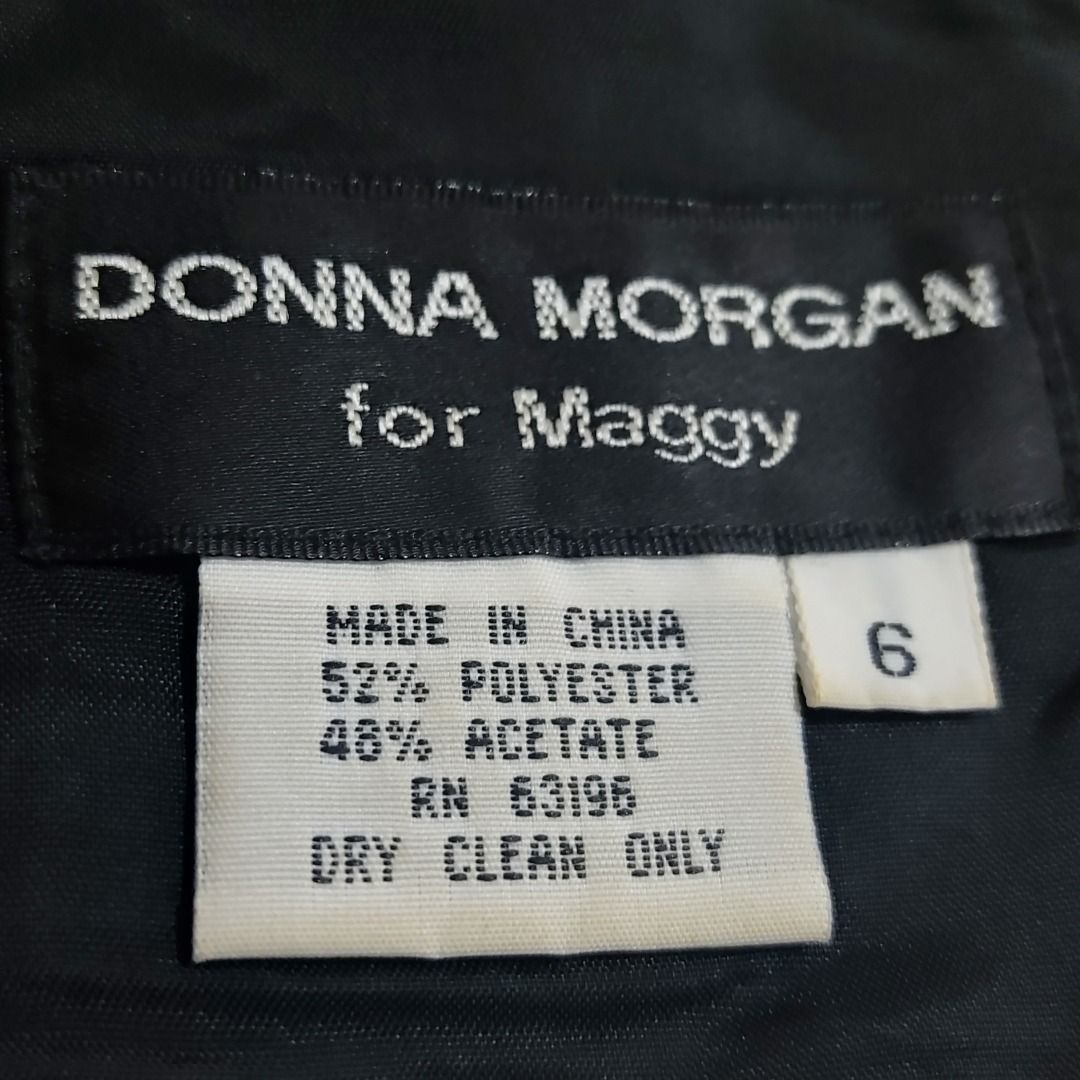 DONNA MORGAN
for Maggy
MADE IN CHINA
52% POLYESTER
48% ACETATE
RN 63196
DRY CLEAN ONLY
6